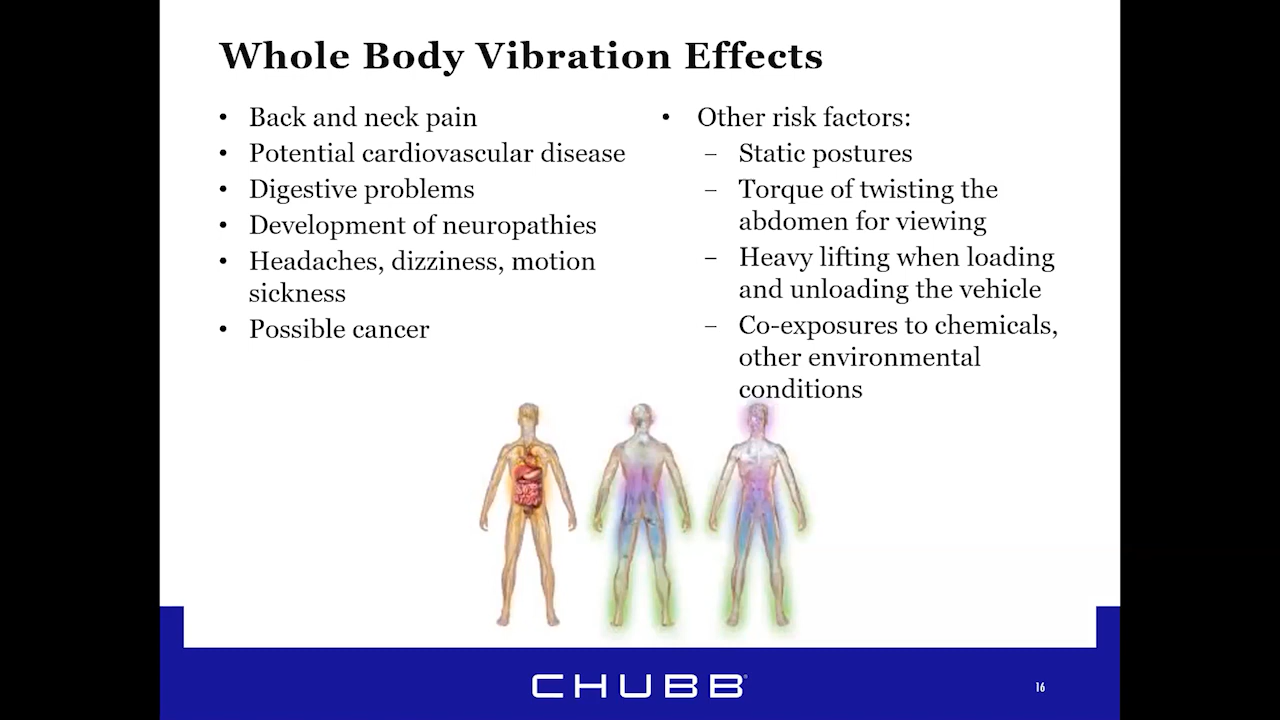 Whole Body Vibration Effects
• Back and neck pain
• Potential cardiovascular disease
• Digestive problems
• Development of neuropathies
• Headaches, dizziness, motion
sickness
• Possible cancer
• Other risk factors:
– Static postures
– Torque of twisting the
abdomen for viewing
– Heavy lifting when loading
and unloading the vehicle
– Co-exposures to chemicals,
other environmental
conditions
CHUBB®
16